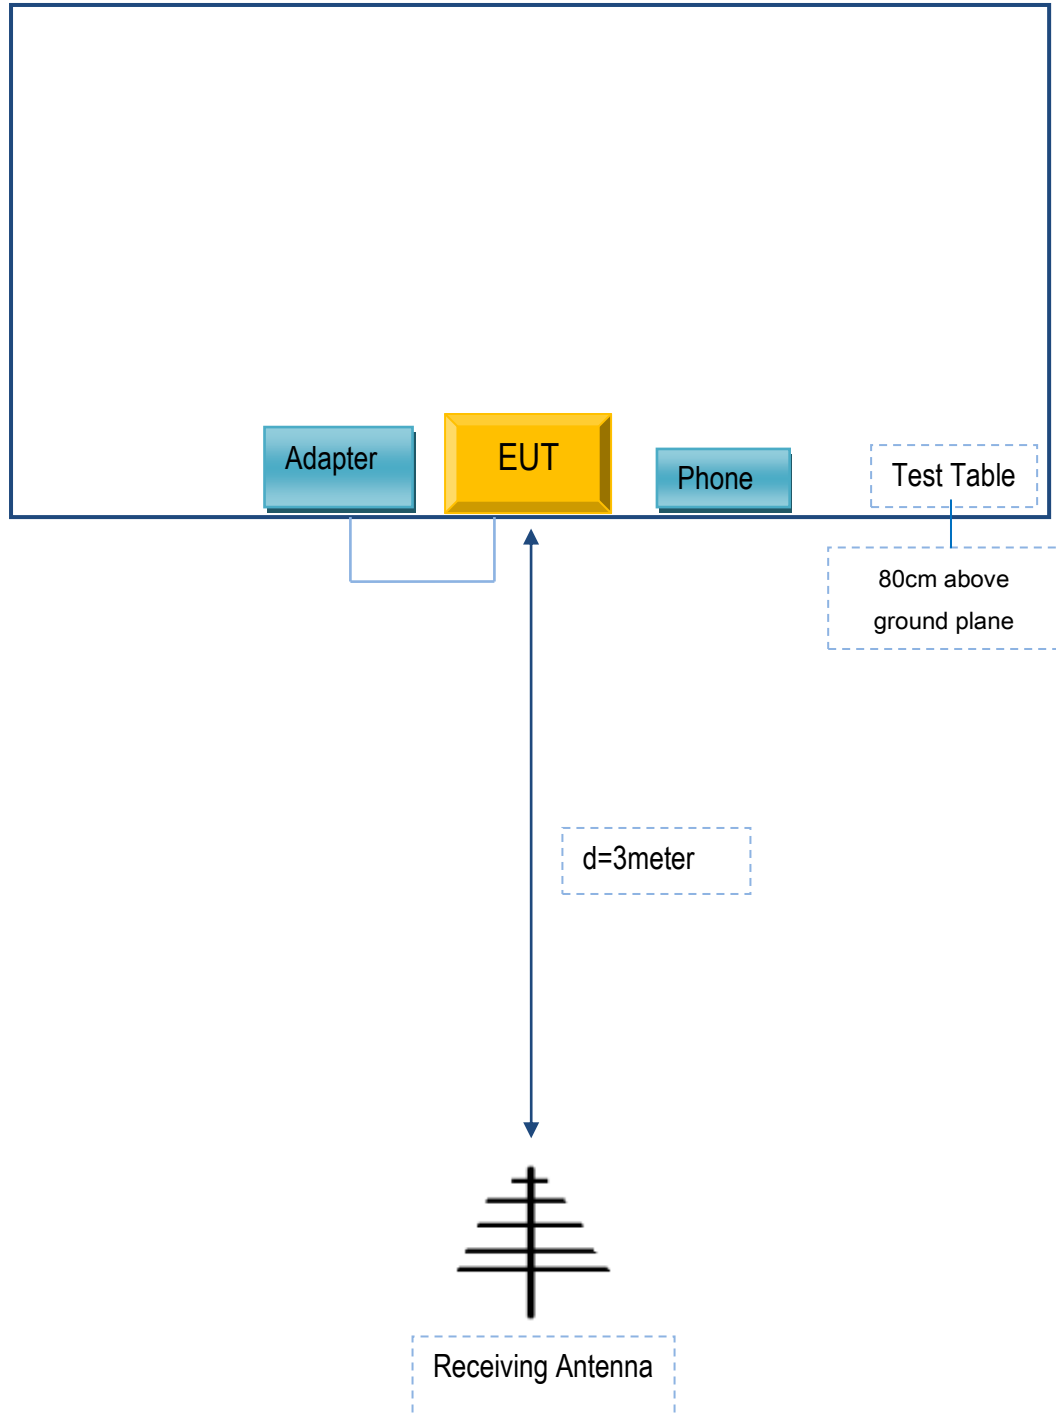 Adapter
EUT
Phone
Test Table
80cm above
ground plane
d=3meter
Receiving Antenna